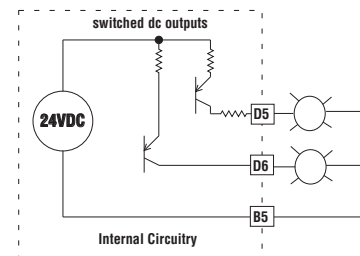 switched dc outputs
24VDC
D5
D6
B5
Internal Circuitry